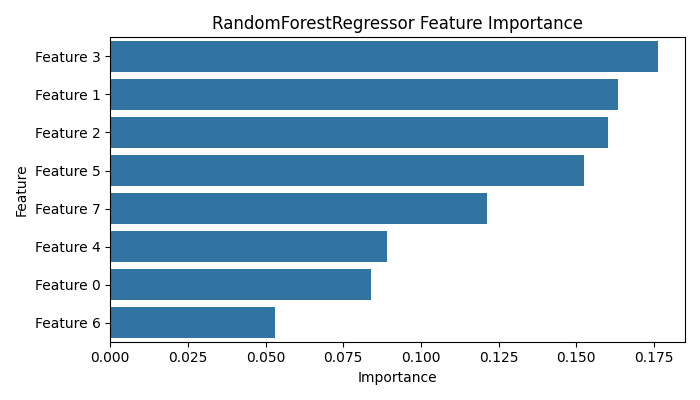 RandomForestRegressor Feature Importance
Feature 3
Feature 1
Feature 2
Feature 5
Feature 7
Feature 4
Feature 0
Feature 6
Feature
0.000 0.025 0.050 0.075 0.100 0.125 0.150 0.175
Importance